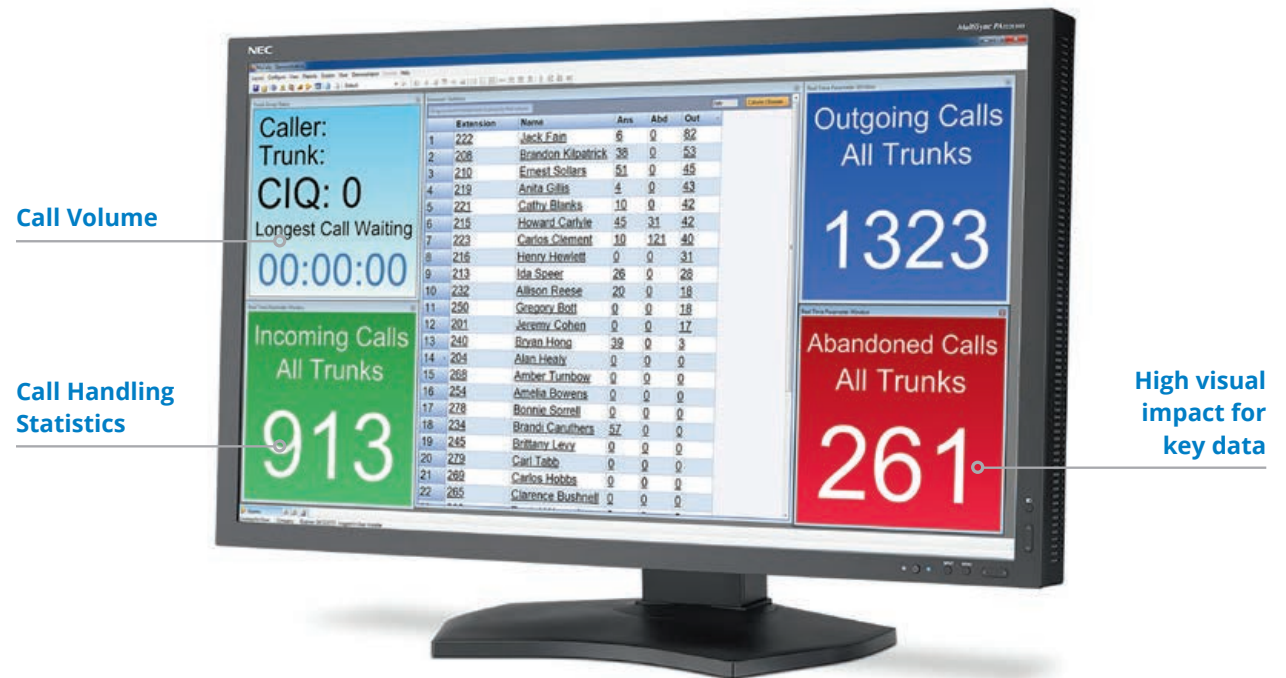 MultiSync PA
NEC
Caller:
Trunk:
CIQ: 0
Longest Call Waiting
00:00:00
Incoming Calls
All Trunks
913
Extension Name Ans Abd Out
1 222 Jack Fain 6 0 82
2 208 Brandon Kilpatrick 38 0 53
3 210 Ernest Sollars 51 0 45
4 219 Anita Gillis 4 0 43
5 221 Cathy Blanks 10 0 42
6 215 Howard Carlyle 45 31 42
7 223 Carlos Clement 10 121 40
8 216 Henry Hewlett 0 0 31
9 213 Ida Speer 26 0 28
10 232 Allison Reese 20 0 18
11 250 Gregory Bott 0 0 18
12 201 Jeremy Cohen 0 0 17
13 240 Bryan Hong 39 0 3
14 204 Alan Healy 0 0 0
15 268 Amber Turnbow 0 0 0
16 254 Amelia Bowens 0 0 0
17 278 Bonnie Sorrell 0 0 0
18 234 Brandi Caruthers 57 0 0
19 245 Brittany Levy 0 0 0
20 279 Carl Tabb 0 0 0
21 269 Carlos Hobbs 0 0 0
22 265 Clarence Bushnell 0 0 0
Outgoing Calls
All Trunks
1323
Abandoned Calls
All Trunks
261
Call Volume
Call Handling
Statistics
High visual
impact for
key data